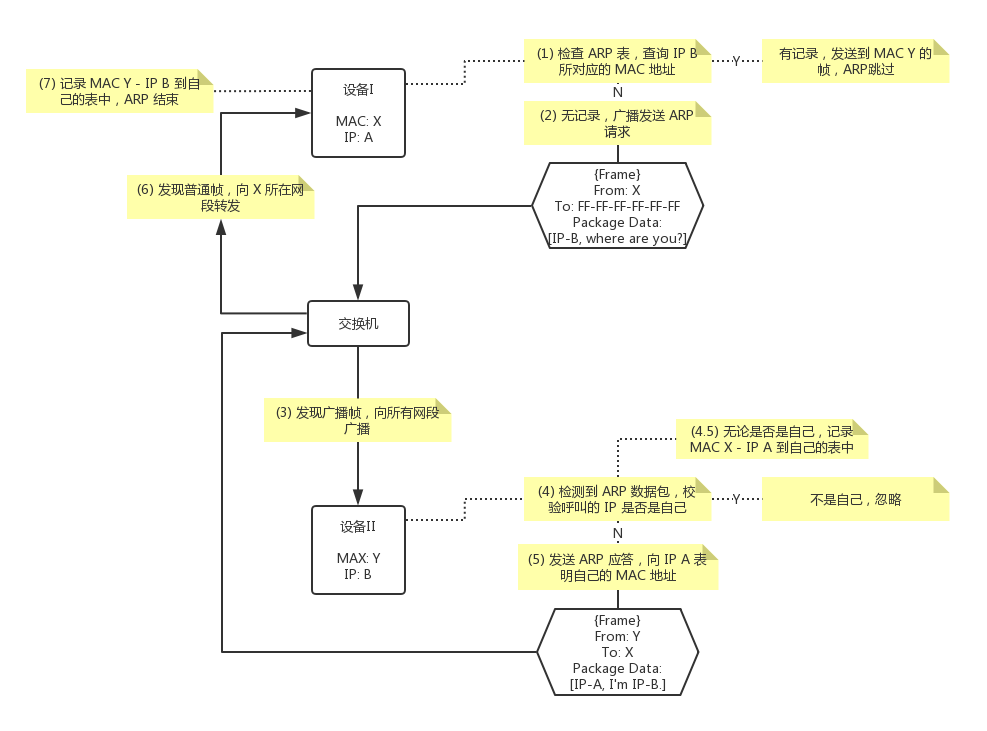 (1) 检查 ARP 表，查询 IP B
所对应的 MAC 地址
Y
有记录，发送到 MAC Y 的
帧，ARP跳过
(7) 记录 MAC Y - IP B 到自
己的表中，ARP 结束
设备I
MAC: X
IP: A
N
(2) 无记录，广播发送 ARP
请求
{Frame}
From: X
To: FF-FF-FF-FF-FF-FF
Package Data:
[IP-B, where are you?]
(6) 发现普通帧，向 X 所在网
段转发
交换机
(3) 发现广播帧，向所有网段
广播
(4.5) 无论是否是自己，记录
MAC X - IP A 到自己的表中
(4) 检测到 ARP 数据包，校
验呼叫的 IP 是否是自己
Y
不是自己，忽略
设备II
MAX: Y
IP: B
N
(5) 发送 ARP 应答，向 IP A 表
明自己的 MAC 地址
{Frame}
From: Y
To: X
Package Data:
[IP-A, I'm IP-B.]